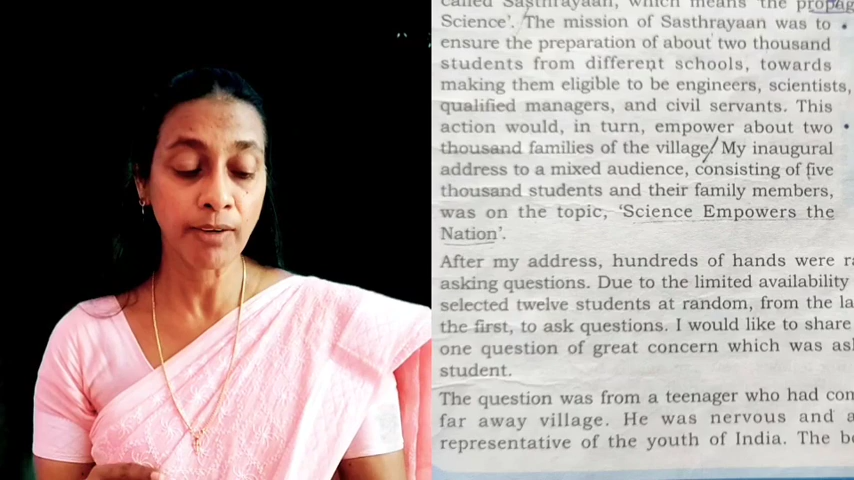 called Sasthrayaan, which means the propag
Science'. The mission of Sasthrayaan was to
ensure the preparation of about two thousand
students from different schools, towards
making them eligible to be engineers, scientists,
qualified managers, and civil servants. This
action would, in turn, empower about two
thousand families of the village. My inaugural
address to a mixed audience, consisting of five
thousand students and their family members,
was on the topic, 'Science Empowers the
Nation'.
After my address, hundreds of hands were ra
asking questions. Due to the limited availability
selected twelve students at random, from the la
the first, to ask questions. I would like to share
one question of great concern which was as
student.
The question was from a teenager who had con
far away village. He was nervous and a
representative of the youth of India. The b